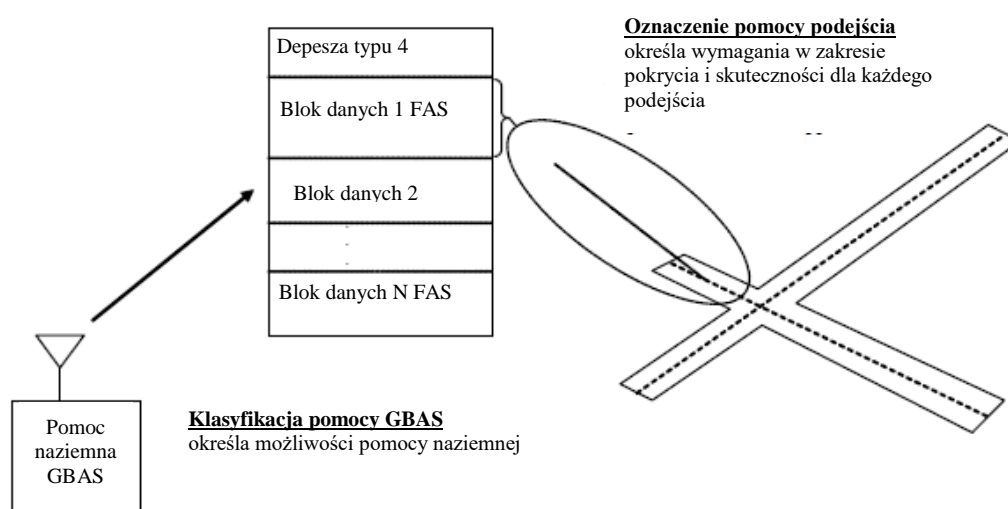 Depesza typu 4
Blok danych 1 FAS
Blok danych 2
Blok danych N FAS
Oznaczenie pomocy podejścia
określa wymagania w zakresie
pokrycia i skuteczności dla każdego
podejścia
Pomoc
naziemna
GBAS
Klasyfikacja pomocy GBAS
określa możliwości pomocy naziemnej